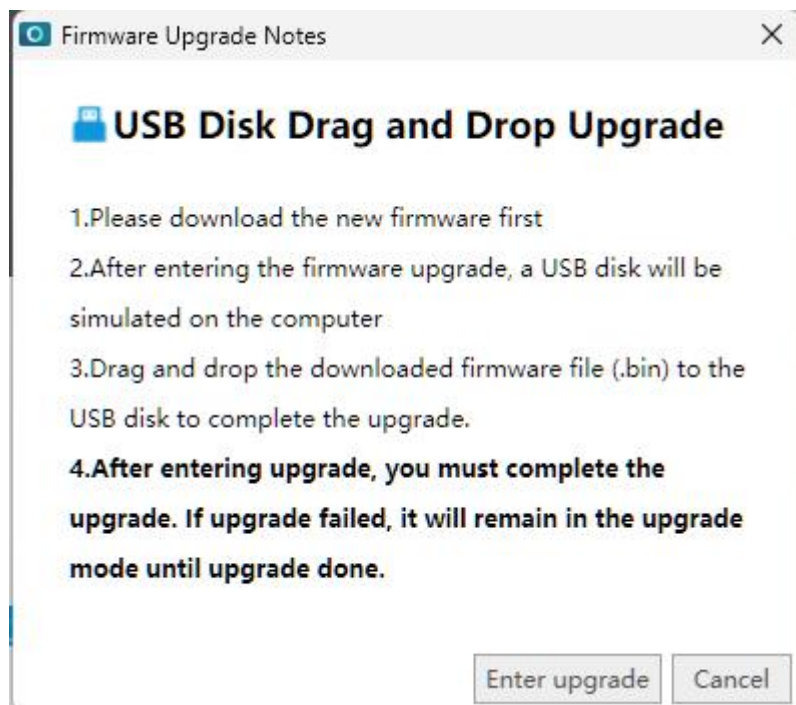 Firmware Upgrade Notes
USB Disk Drag and Drop Upgrade
1.Please download the new firmware first
2.After entering the firmware upgrade, a USB disk will be
simulated on the computer
3.Drag and drop the downloaded firmware file (.bin) to the
USB disk to complete the upgrade.
4.After entering upgrade, you must complete the
upgrade. If upgrade failed, it will remain in the upgrade
mode until upgrade done.
Enter upgrade Cancel